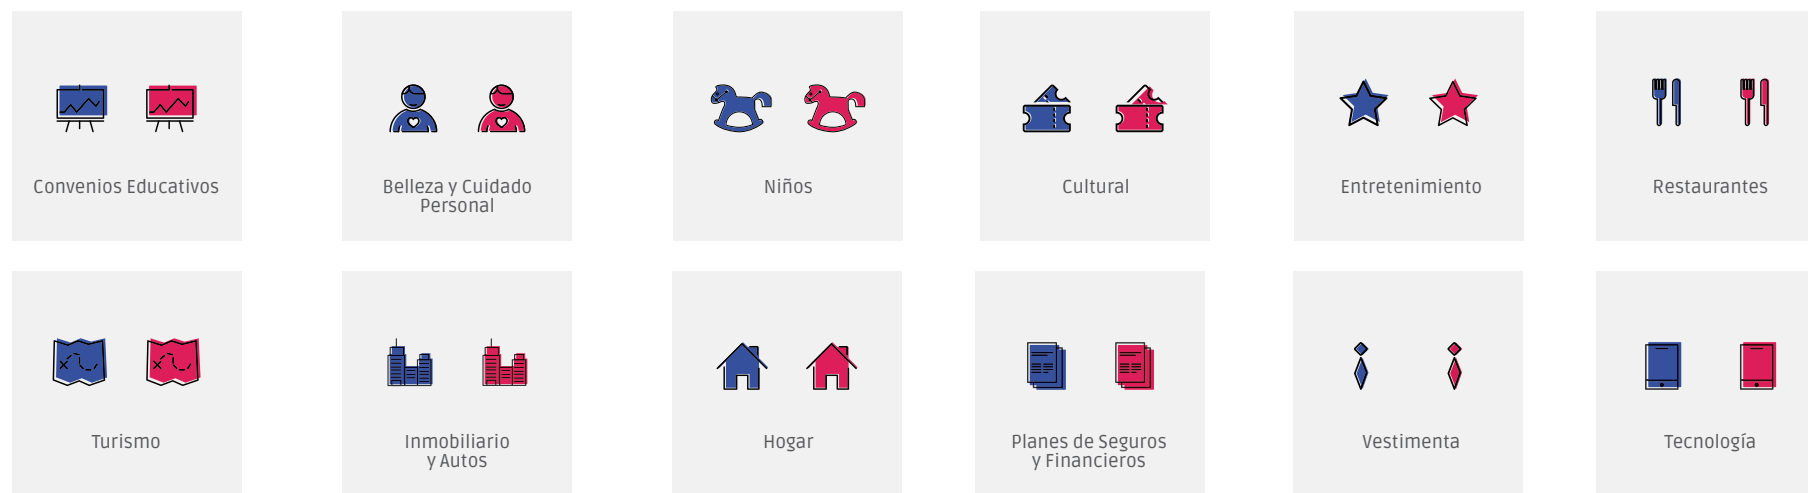 Convenios Educativos
Belleza y Cuidado
Personal
Niños
Cultural
Entretenimiento
Restaurantes
Turismo
Inmobiliario
y Autos
Hogar
Planes de Seguros
y Financieros
Vestimenta
Tecnología